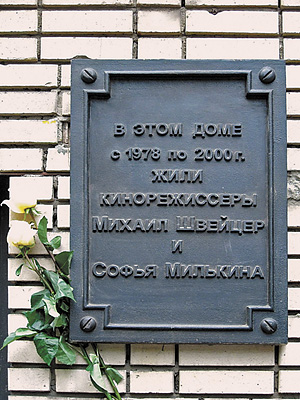 В ЭТОМ ДОМЕ
с 1978 по 2000 г.
ЖИЛИ
КИНОРЕЖИССЕРЫ
МИХАИЛ ШВЕЙЦЕР
И
СОФЬЯ МИЛЬКИНА